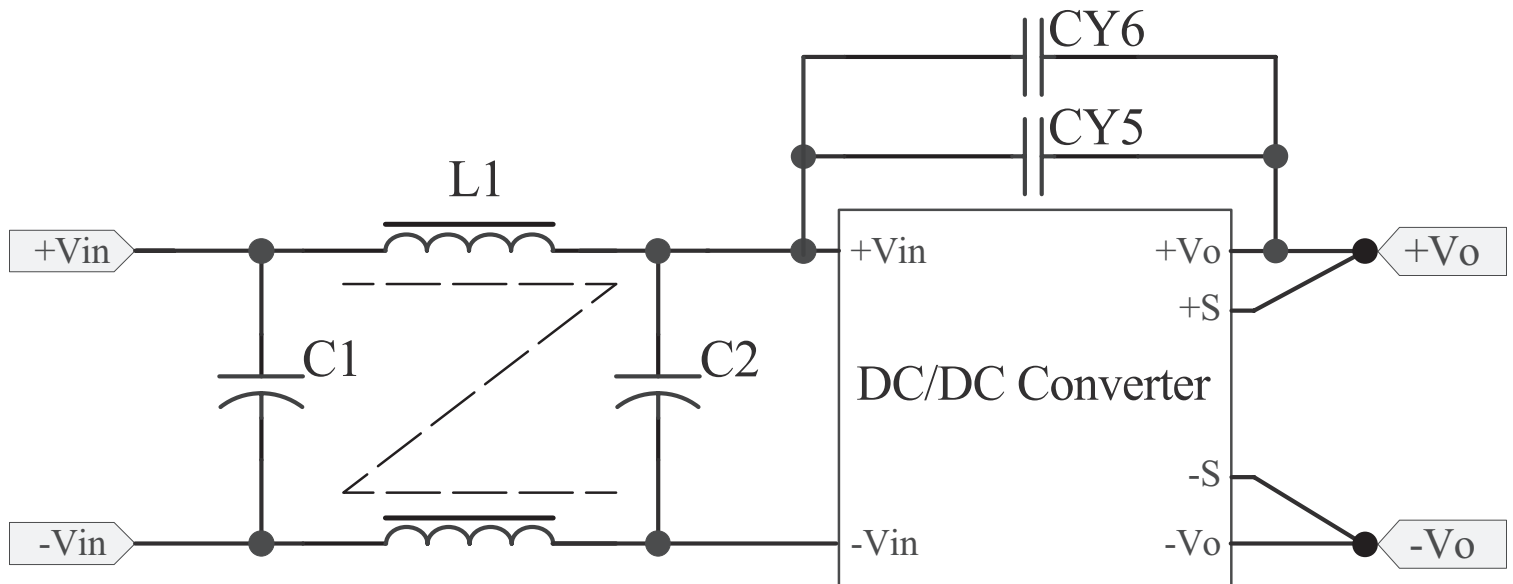 CY6
CY5
L1
+Vin
+Vin
+Vo
+Vo
+S
C1
C2
DC/DC Converter
-S
-Vin
-Vin
-Vo
-Vo